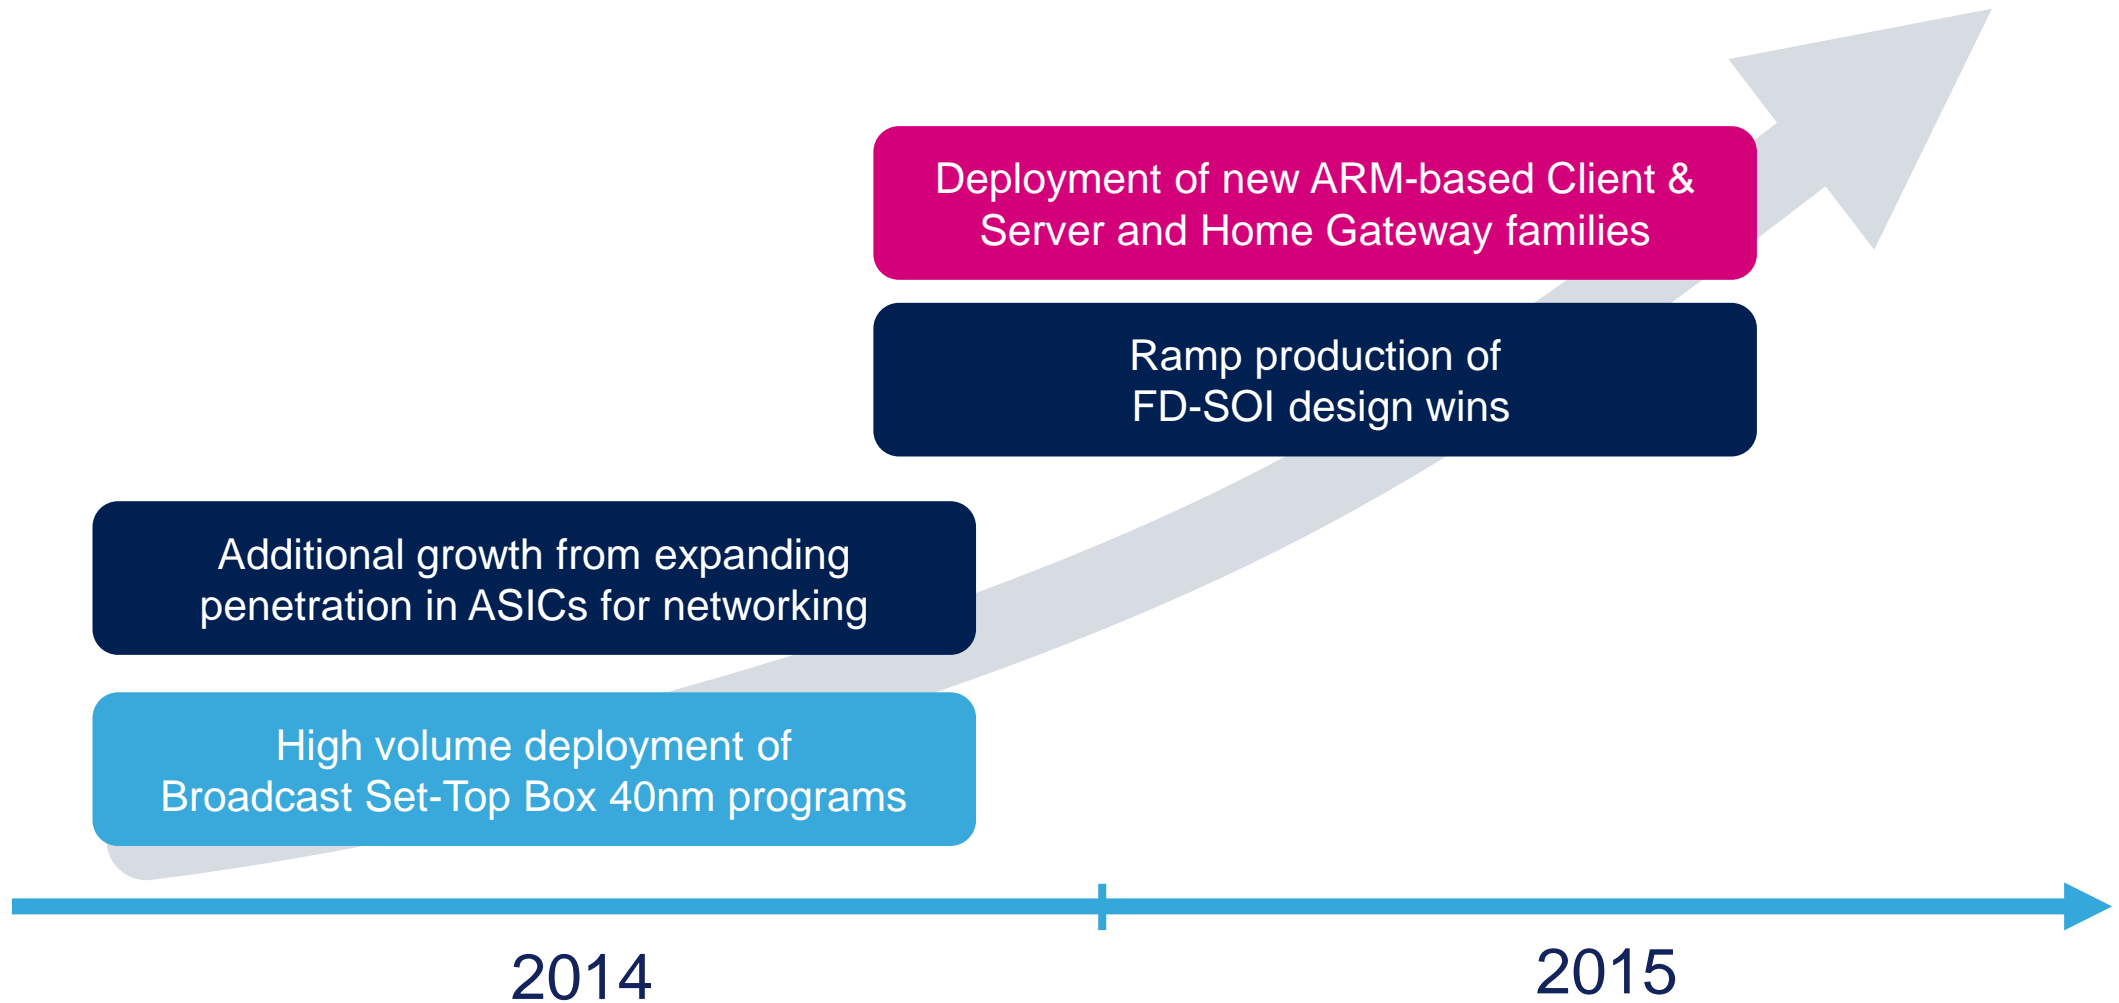 Deployment of new ARM-based Client &
Server and Home Gateway families
Ramp production of
FD-SOI design wins
Additional growth from expanding
penetration in ASICs for networking
High volume deployment of
Broadcast Set-Top Box 40nm programs
2014
2015